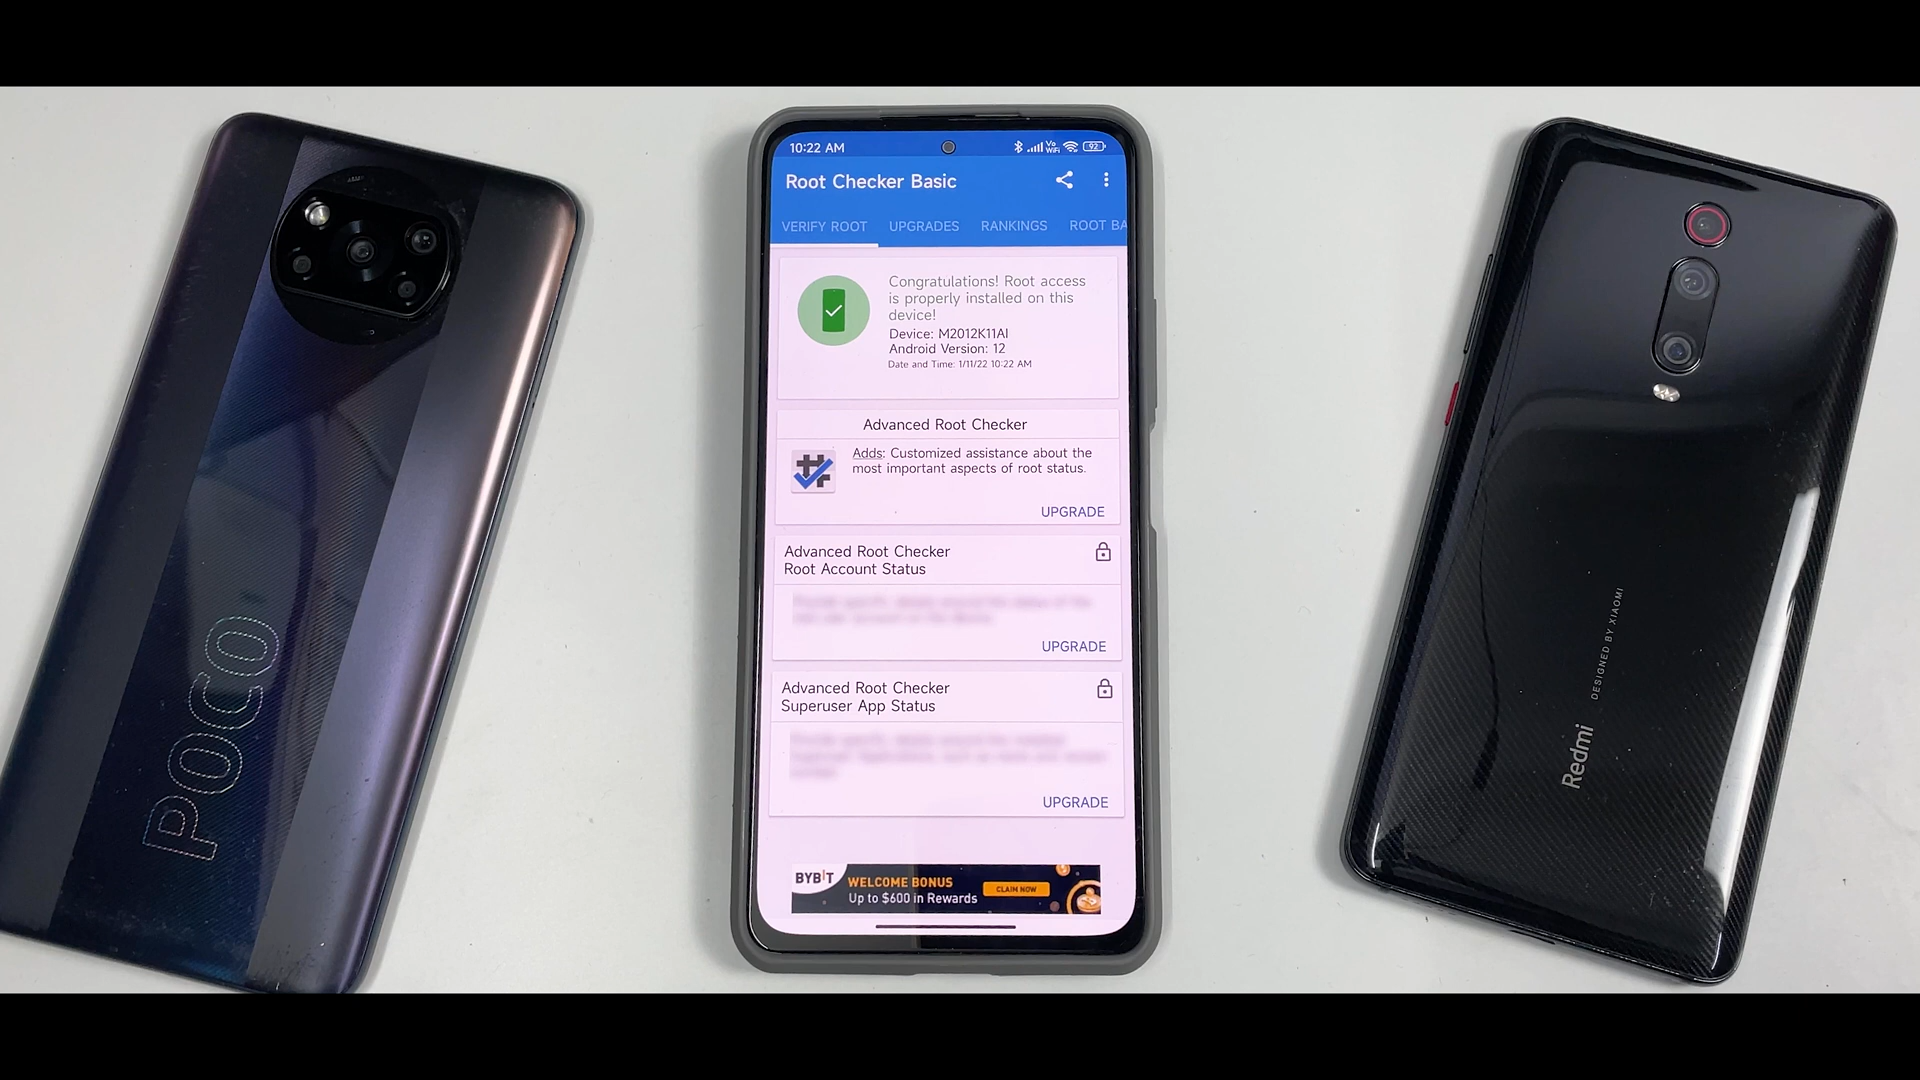 10:22 AM
Vo
WiFi
92
Root Checker Basic
VERIFY ROOT
UPGRADES
RANKINGS
ROOT BA
Congratulations! Root access
is properly installed on this
device!
Device: M2012K11AI
Android Version: 12
Date and Time: 1/11/22 10:22 AM
Advanced Root Checker
Adds: Customized assistance about the
most important aspects of root status.
UPGRADE
Advanced Root Checker
Root Account Status
UPGRADE
Advanced Root Checker
Superuser App Status
UPGRADE
BYBIT
WELCOME BONUS
Up to $600 in Rewards
CLAIM NOW
POCO
Redmi
DESIGNED BY XIAOMI